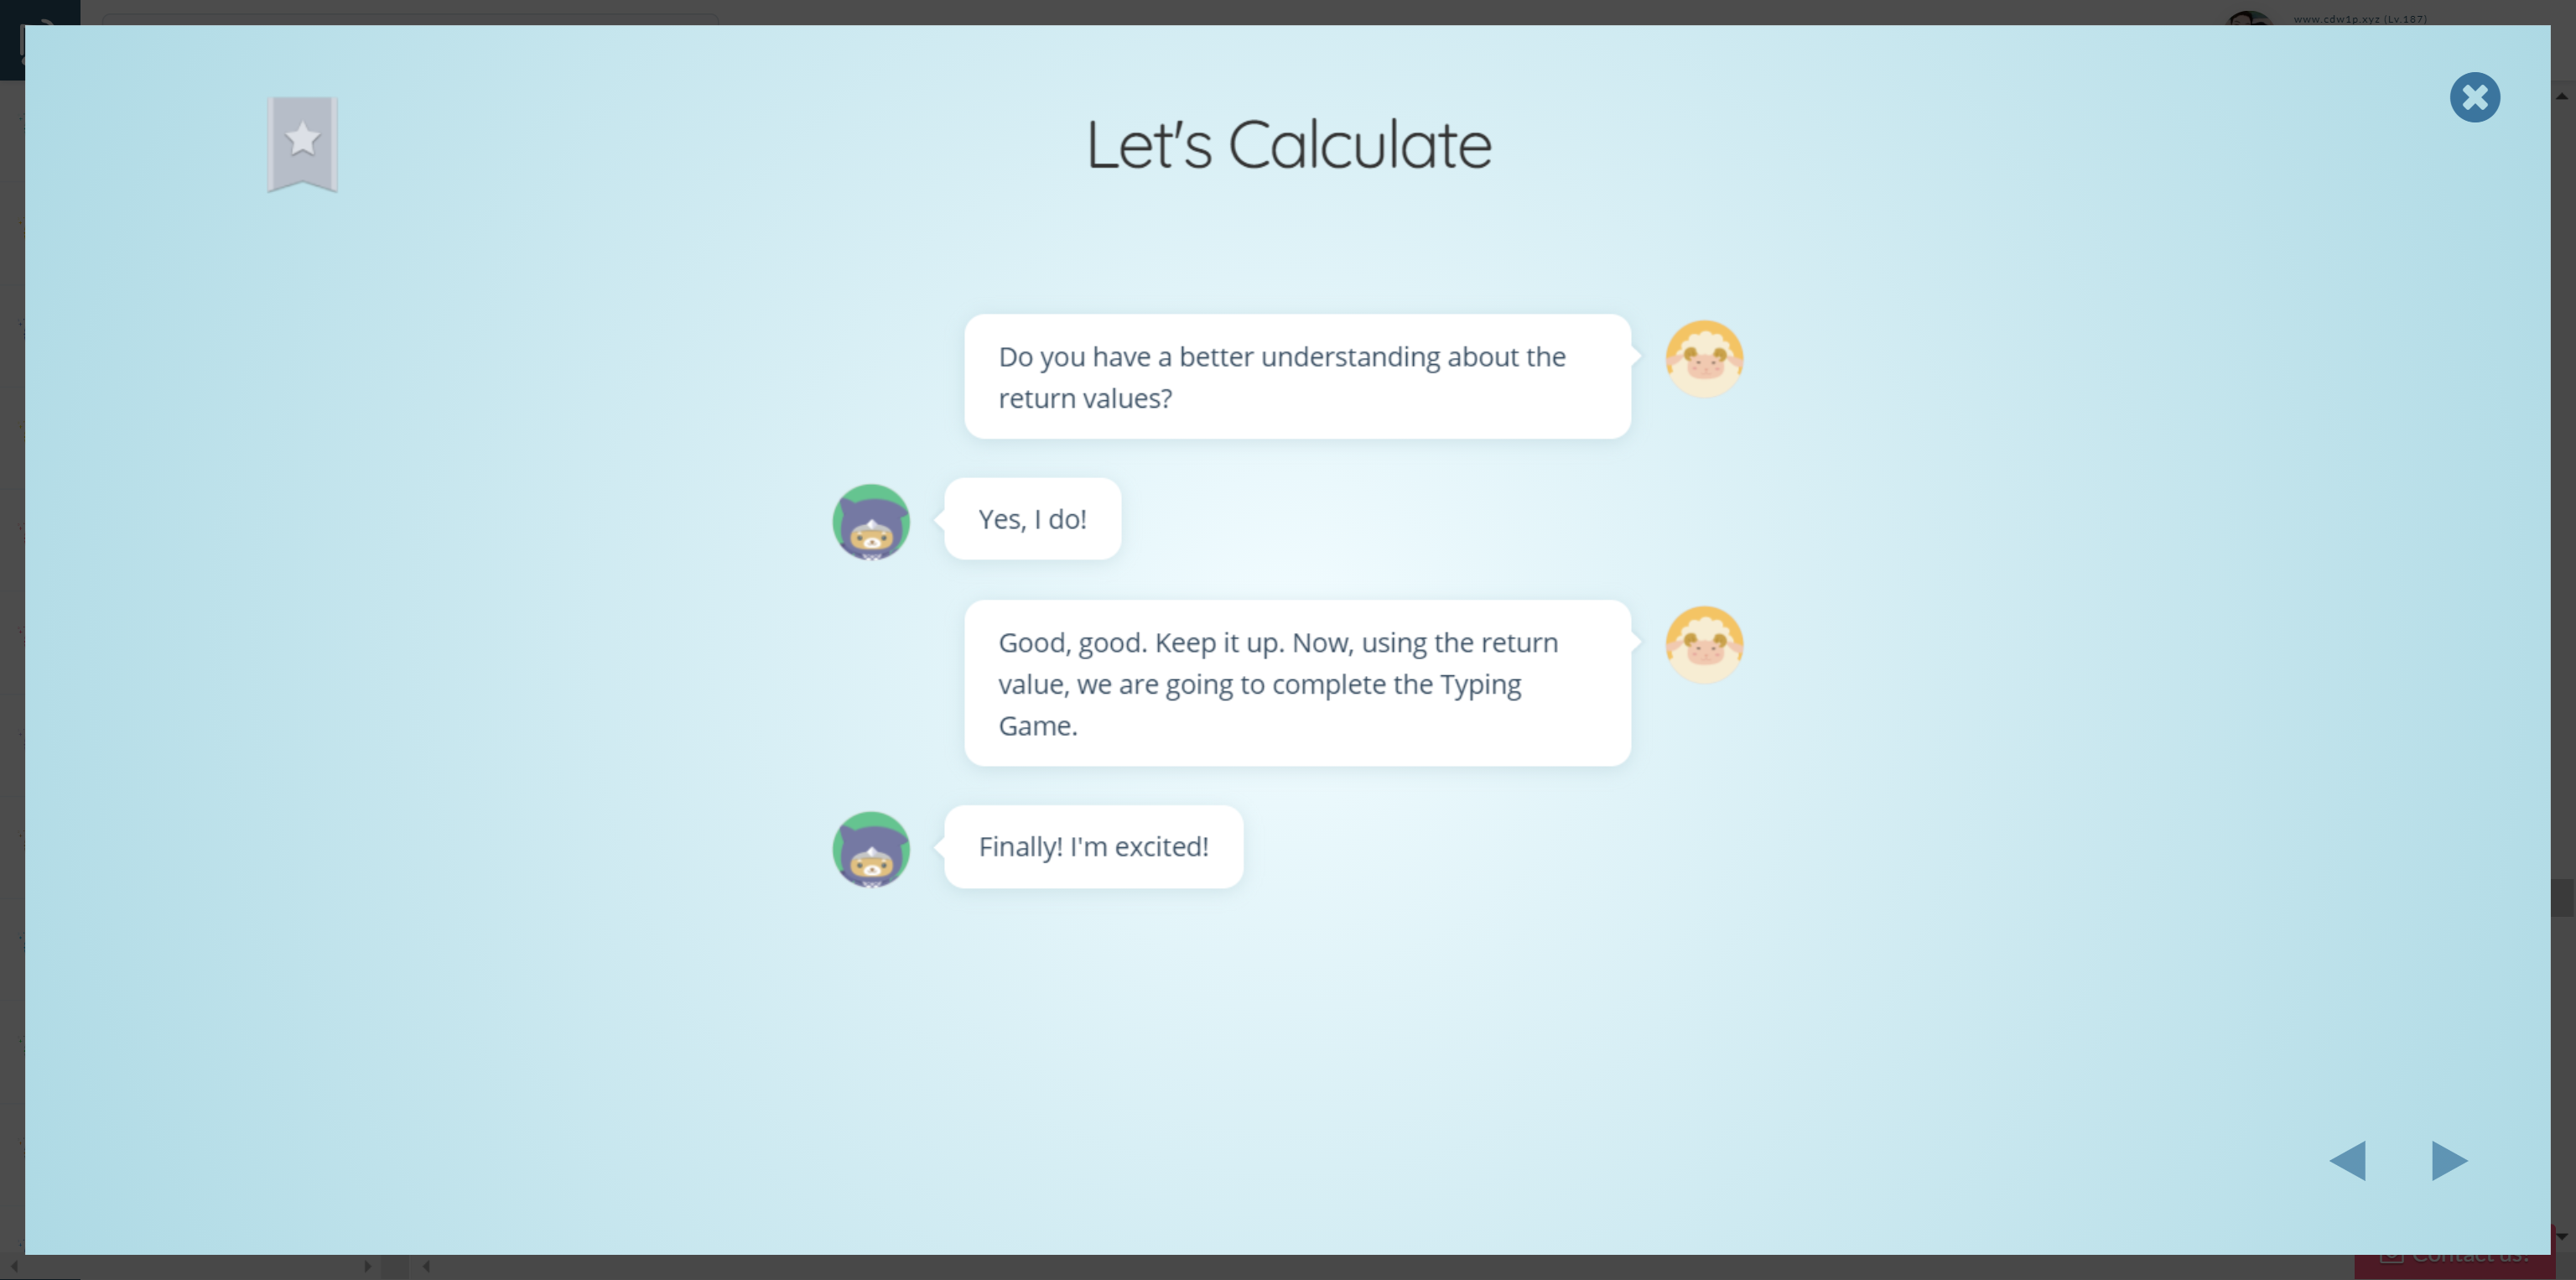 www.cdw1p.xyz (Lv.187)
Let's Calculate
Do you have a better understanding about the
return values?
Yes, I do!
Good, good. Keep it up. Now, using the return
value, we are going to complete the Typing
Game.
Finally! I'm excited!
Contact us!